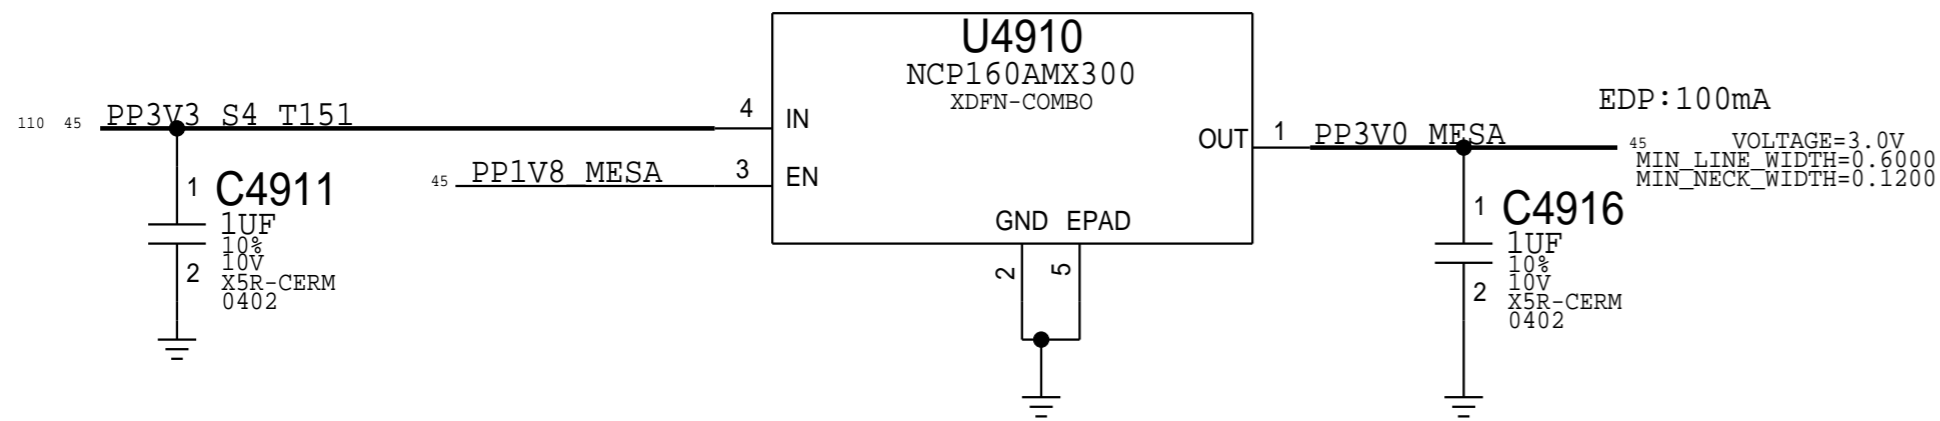 U4910
NCP160AMX300
XDFN-COMBO
110 45 PP3V3_S4_T151 4 IN
45 PP1V8_MESA 3 EN
OUT 1 PP3V0_MESA 45
EDP:100mA
VOLTAGE=3.0V
MIN_LINE_WIDTH=0.6000
MIN_NECK_WIDTH=0.1200
GND EPAD
2 5
1 C4911
1UF
10%
10V
2 X5R-CERM
0402
1 C4916
1UF
10%
10V
2 X5R-CERM
0402